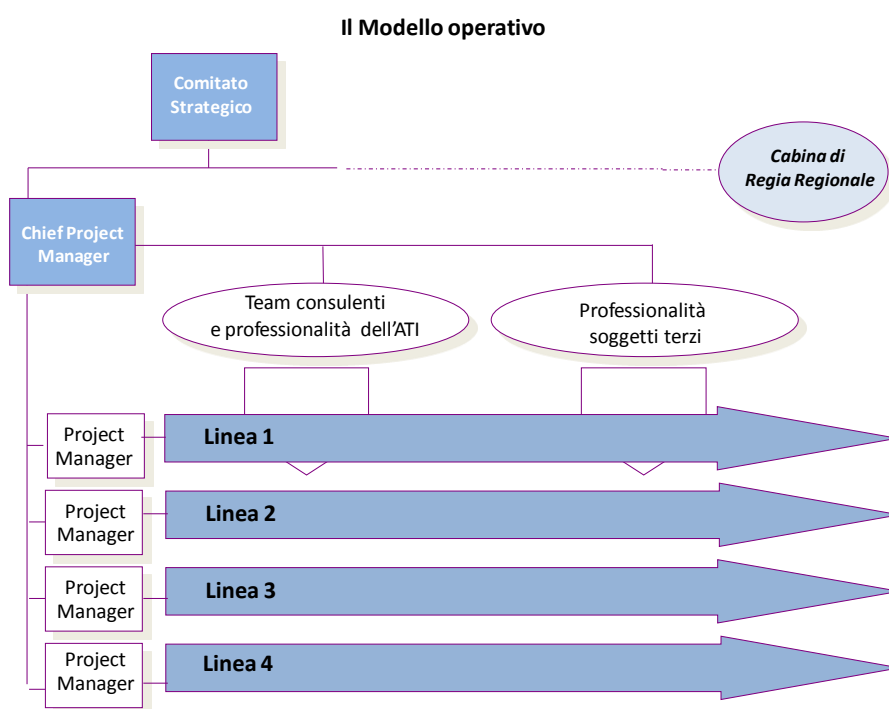 Il Modello operativo
Comitato
Strategico
Cabina di
Regia Regionale
Chief Project
Manager
Team consulenti
e professionalità dell'ATI
Professionalità
soggetti terzi
Project
Manager
Linea 1
Project
Manager
Linea 2
Project
Manager
Linea 3
Project
Manager
Linea 4